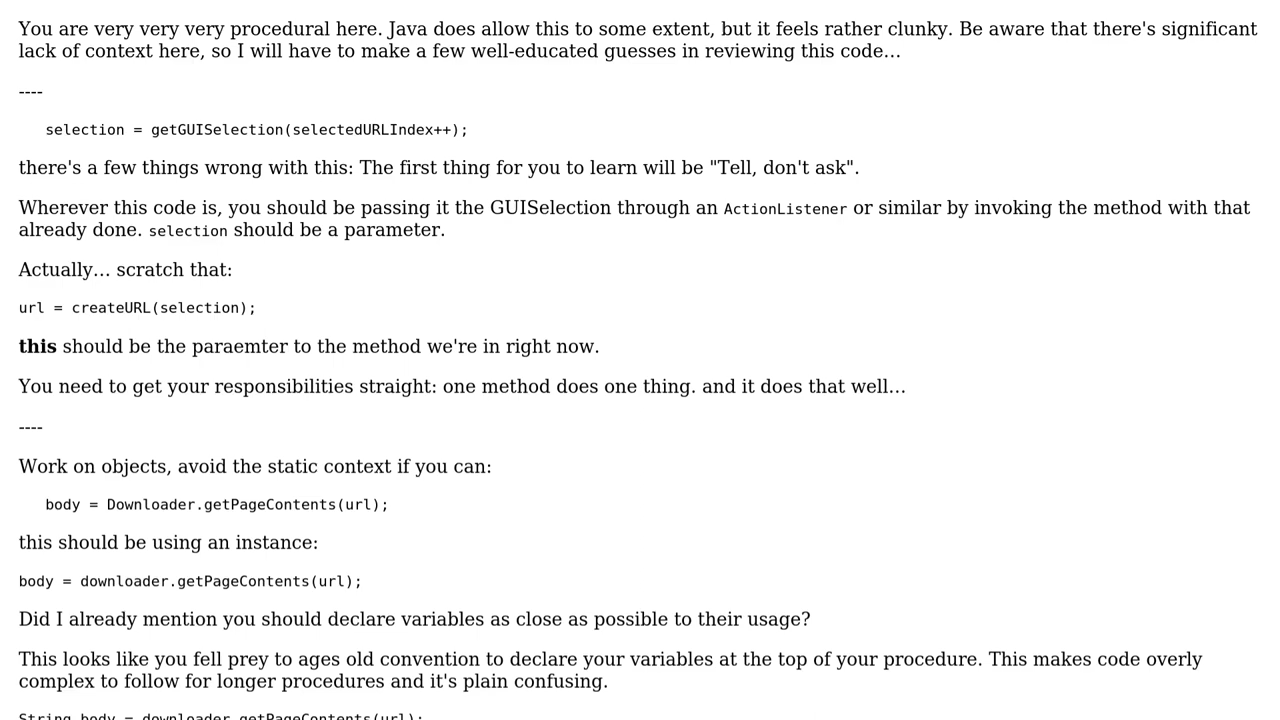 You are very very very procedural here. Java does allow this to some extent, but it feels rather clunky. Be aware that there's significant
lack of context here, so I will have to make a few well-educated guesses in reviewing this code…
----
selection = getGUISelection(selectedURLIndex++);
there's a few things wrong with this: The first thing for you to learn will be "Tell, don't ask".
Wherever this code is, you should be passing it the GUISelection through an ActionListener or similar by invoking the method with that
already done. selection should be a parameter.
Actually… scratch that:
url = createURL(selection);
this should be the paraemter to the method we're in right now.
You need to get your responsibilities straight: one method does one thing. and it does that well…
----
Work on objects, avoid the static context if you can:
body = Downloader.getPageContents(url);
this should be using an instance:
body = downloader.getPageContents(url);
Did I already mention you should declare variables as close as possible to their usage?
This looks like you fell prey to ages old convention to declare your variables at the top of your procedure. This makes code overly
complex to follow for longer procedures and it's plain confusing.
String body = downloader.getPageContents(url);